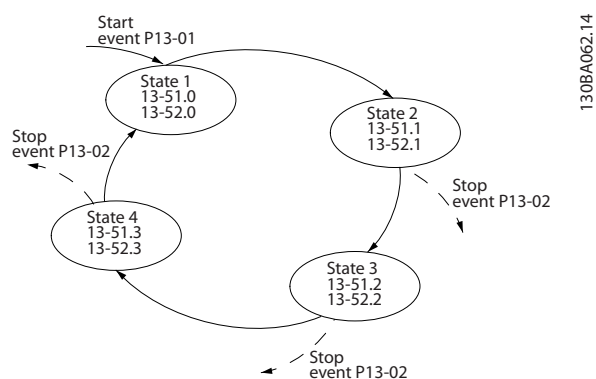 Start
event P13-01
130BA062.14
State 1
13-51.0
13-52.0
State 2
13-51.1
13-52.1
Stop
event P13-02
Stop
event P13-02
State 4
13-51.3
13-52.3
State 3
13-51.2
13-52.2
Stop
event P13-02